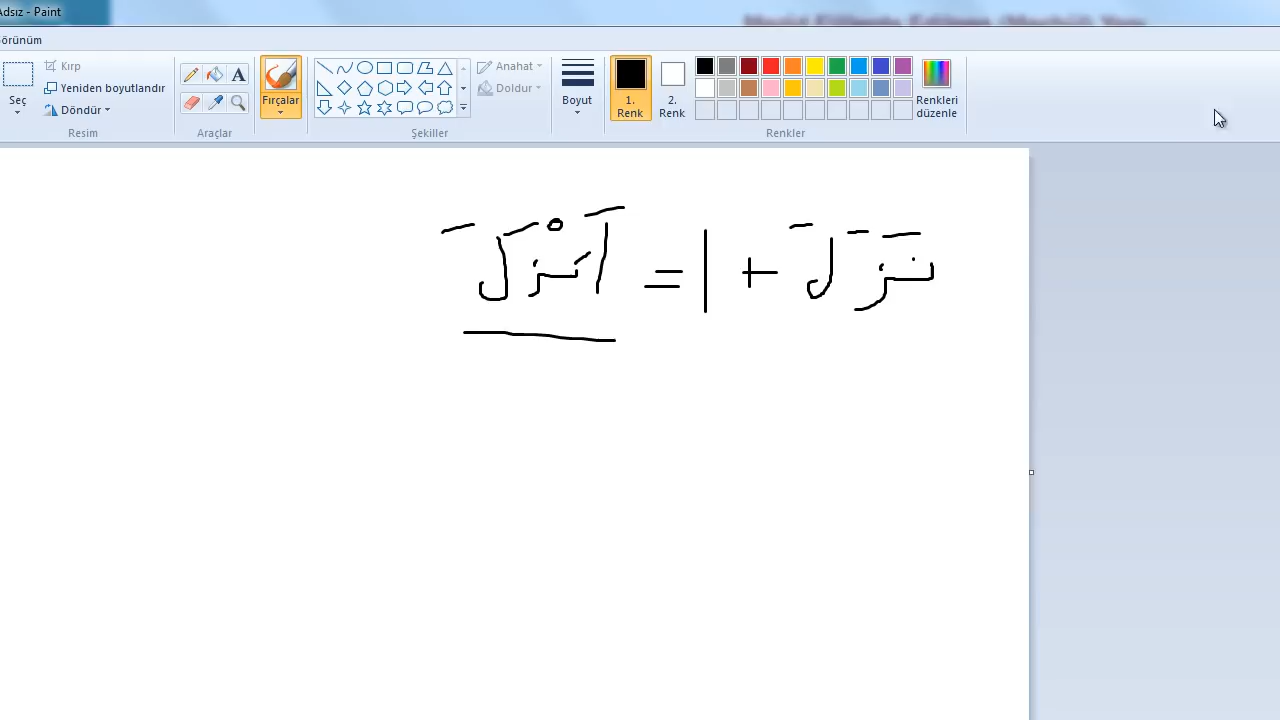 Adsız - Paint
örünüm
Seç
Kırp
Yeniden boyutlandır
Döndür
Resim
A
Araçlar
Fırçalar
Şekiller
Anahat
Doldur
Boyut
1. Renk
2. Renk
Renkler
Renkleri düzenle
نَزَلَ + ا = أَنْزَلَ